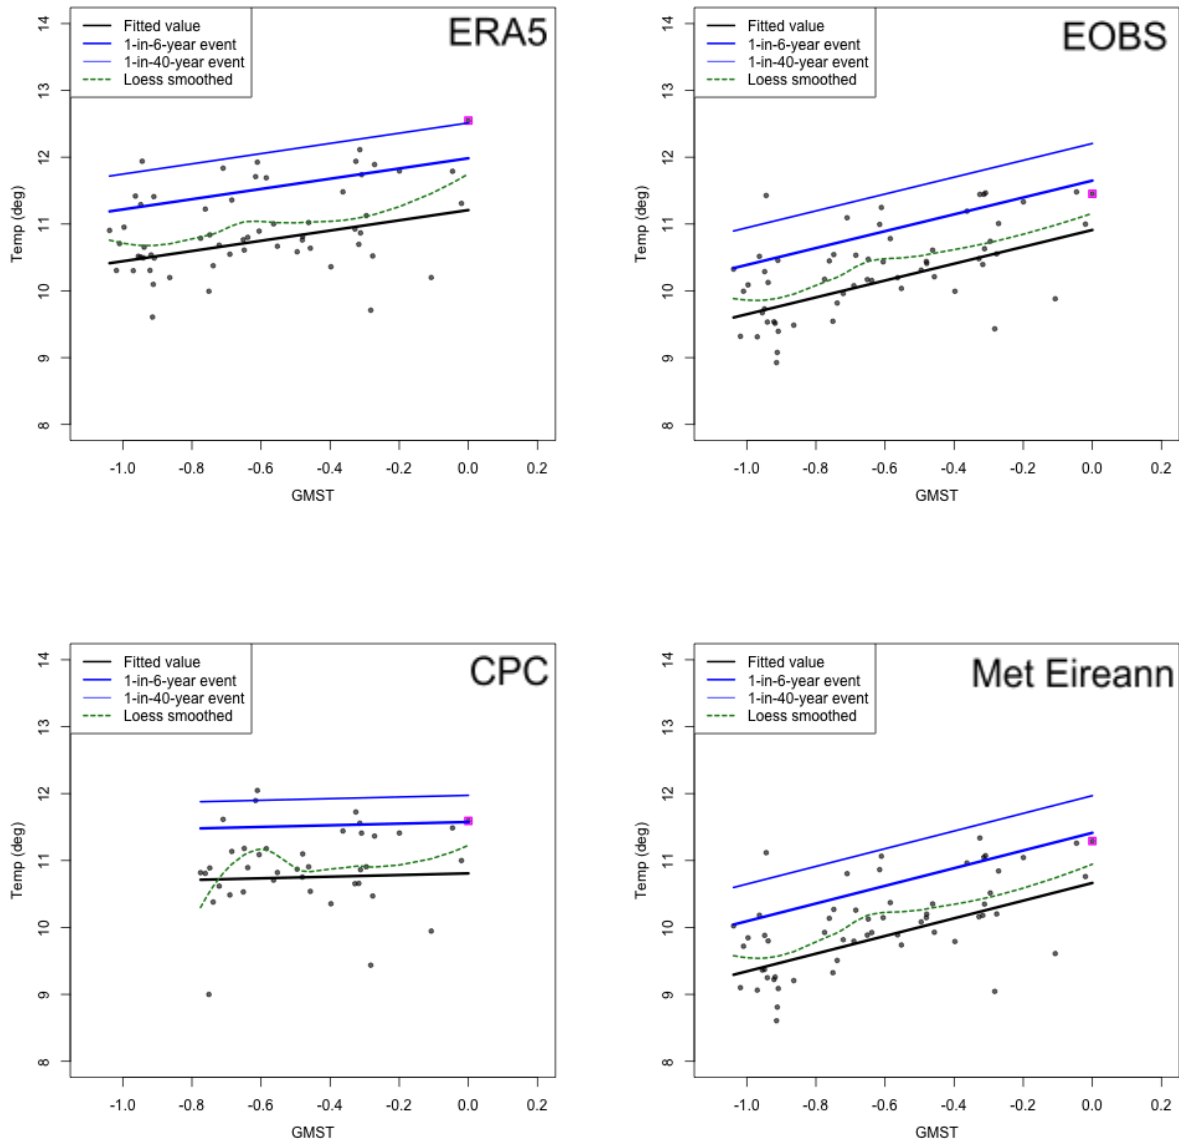 ERA5
Fitted value
1-in-6-year event
1-in-40-year event
Loess smoothed
Temp (deg)
14
13
12
11
10
9
8
-1.0 -0.8 -0.6 -0.4 -0.2 0.0 0.2
GMST
EOBS
Fitted value
1-in-6-year event
1-in-40-year event
Loess smoothed
Temp (deg)
14
13
12
11
10
9
8
-1.0 -0.8 -0.6 -0.4 -0.2 0.0 0.2
GMST
CPC
Fitted value
1-in-6-year event
1-in-40-year event
Loess smoothed
Temp (deg)
14
13
12
11
10
9
8
-1.0 -0.8 -0.6 -0.4 -0.2 0.0 0.2
GMST
Met Eireann
Fitted value
1-in-6-year event
1-in-40-year event
Loess smoothed
Temp (deg)
14
13
12
11
10
9
8
-1.0 -0.8 -0.6 -0.4 -0.2 0.0 0.2
GMST